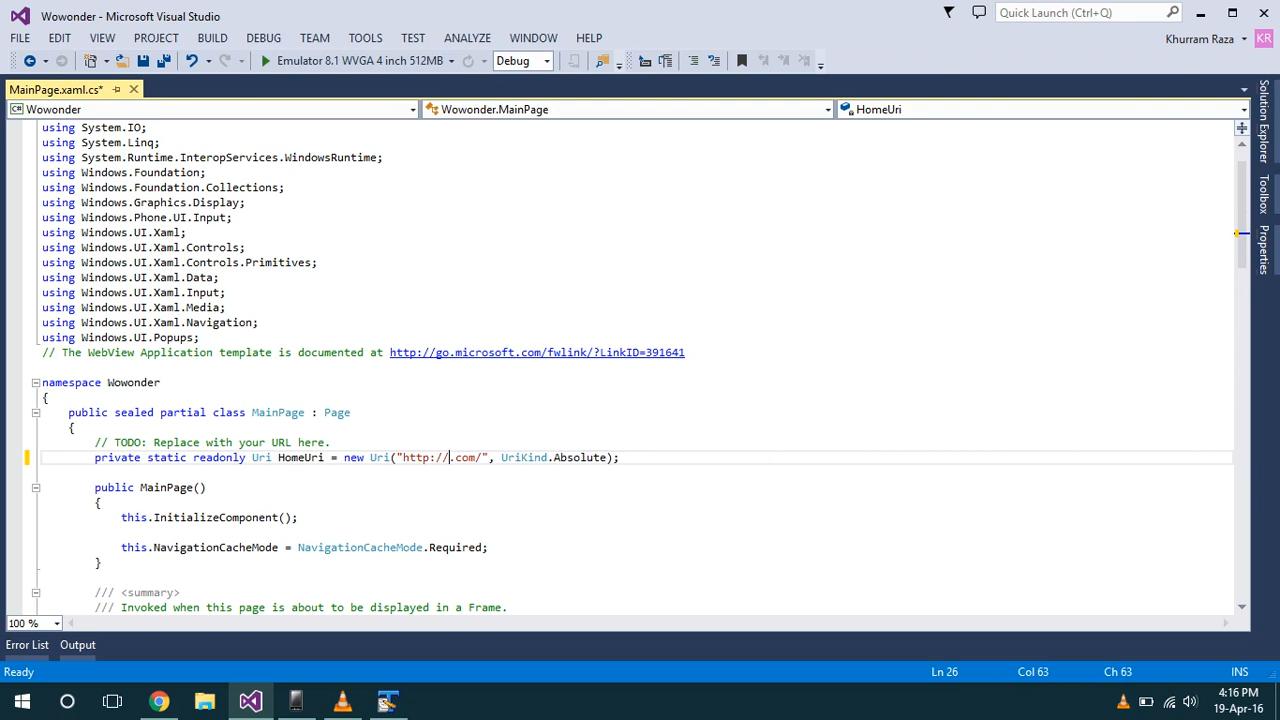 Wowonder - Microsoft Visual Studio
Quick Launch (Ctrl+Q)
FILE EDIT VIEW PROJECT BUILD DEBUG TEAM TOOLS TEST ANALYZE WINDOW HELP
Khurram Raza KR
Emulator 8.1 WVGA 4 inch 512MB Debug
MainPage.xaml.cs*
C# Wowonder Wowonder.MainPage HomeUri
using System.IO;
using System.Linq;
using System.Runtime.InteropServices.WindowsRuntime;
using Windows.Foundation;
using Windows.Foundation.Collections;
using Windows.Graphics.Display;
using Windows.Phone.UI.Input;
using Windows.UI.Xaml;
using Windows.UI.Xaml.Controls;
using Windows.UI.Xaml.Controls.Primitives;
using Windows.UI.Xaml.Data;
using Windows.UI.Xaml.Input;
using Windows.UI.Xaml.Media;
using Windows.UI.Xaml.Navigation;
using Windows.UI.Popups;
// The WebView Application template is documented at http://go.microsoft.com/fwlink/?LinkID=391641
namespace Wowonder
{
public sealed partial class MainPage : Page
{
// TODO: Replace with your URL here.
private static readonly Uri HomeUri = new Uri("http://.com/", UriKind.Absolute);
public MainPage()
{
this.InitializeComponent();
this.NavigationCacheMode = NavigationCacheMode.Required;
}
/// <summary>
/// Invoked when this page is about to be displayed in a Frame.
Solution Explorer
Toolbox
Properties
100 %
Error List Output
Ready Ln 26 Col 63 Ch 63 INS
4:16 PM
19-Apr-16